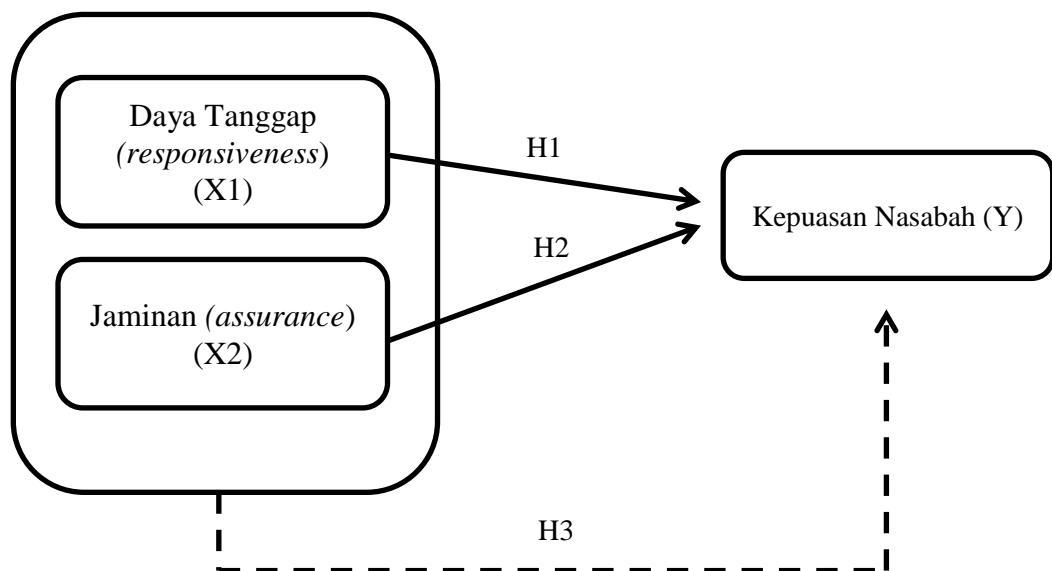 Daya Tanggap
(responsiveness)
(X1)
H1
Kepuasan Nasabah (Y)
H2
Jaminan (assurance)
(X2)
H3